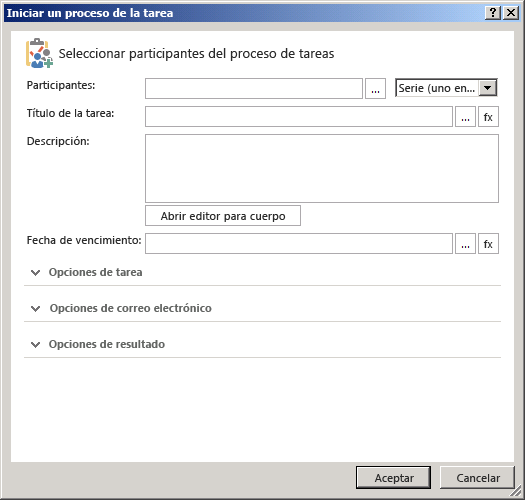 Iniciar un proceso de la tarea
Seleccionar participantes del proceso de tareas
Participantes: ... Serie (uno en...
Título de la tarea: ... fx
Descripción:
Abrir editor para cuerpo
Fecha de vencimiento: ... fx
Opciones de tarea
Opciones de correo electrónico
Opciones de resultado
Aceptar Cancelar